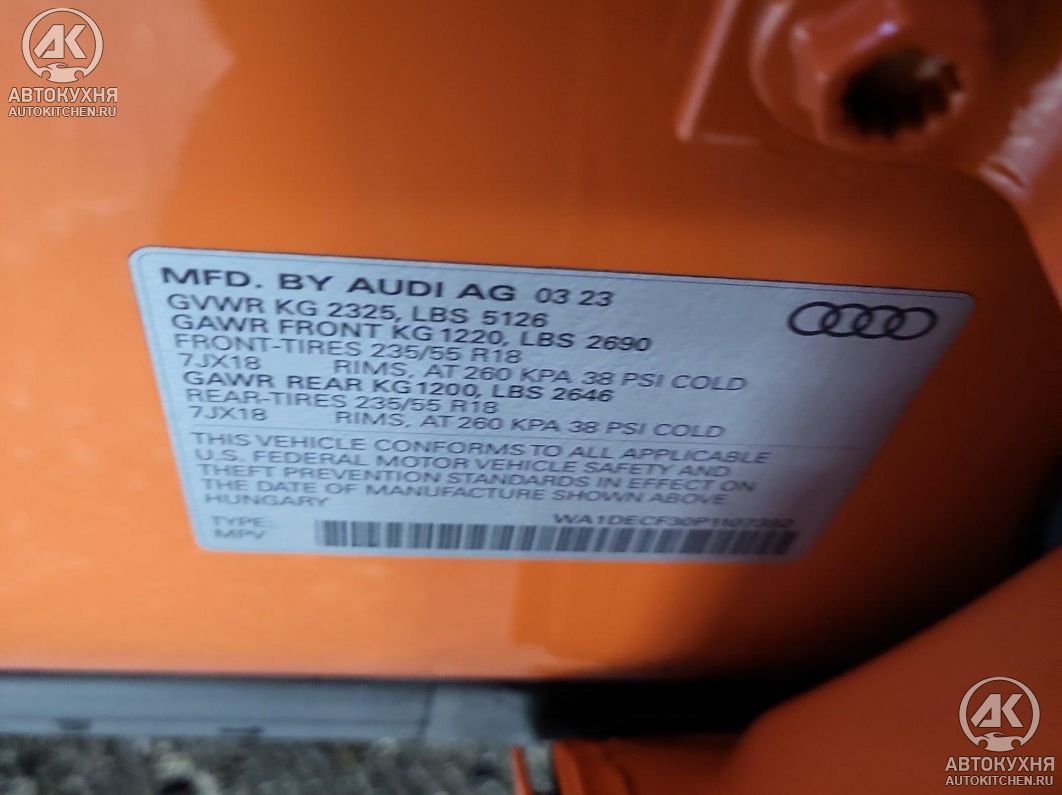 АК
АВТОКУХНЯ
AUTOKITCHEN.RU
MFD. BY AUDI AG 03 23
GVWR KG 2325, LBS 5126
GAWR FRONT KG 1220, LBS 2690
FRONT-TIRES 235/55 R18
7JX18 RIMS, AT 260 KPA 38 PSI COLD
GAWR REAR KG 1200, LBS 2646
REAR-TIRES 235/55 R18
7JX18 RIMS, AT 260 KPA 38 PSI COLD
THIS VEHICLE CONFORMS TO ALL APPLICABLE
U.S. FEDERAL MOTOR VEHICLE SAFETY AND
THEFT PREVENTION STANDARDS IN EFFECT ON
THE DATE OF MANUFACTURE SHOWN ABOVE.
HUNGARY
TYPE:
MPV
АК
АВТОКУХНЯ
AUTOKITCHEN.RU